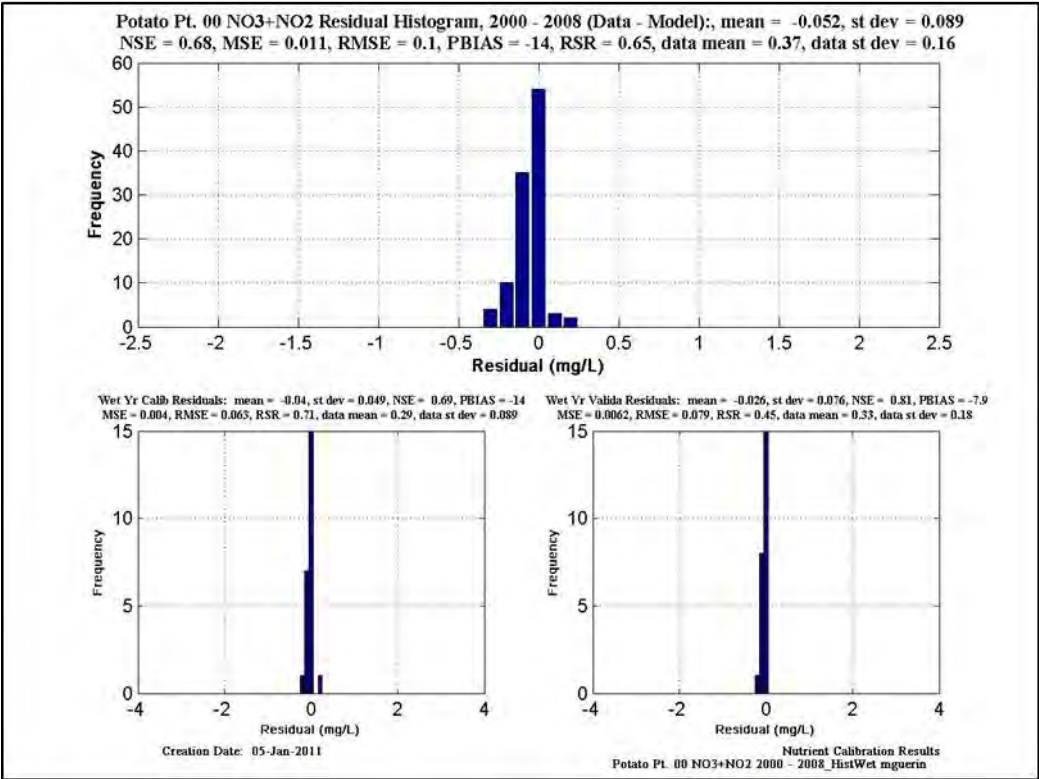 Potato Pt. 00 NO3+NO2 Residual Histogram, 2000 - 2008 (Data - Model):, mean = -0.052, st dev = 0.089
NSE = 0.68, MSE = 0.011, RMSE = 0.1, PBIAS = -14, RSR = 0.65, data mean = 0.37, data st dev = 0.16
60
50
40
30
20
10
0
Frequency
-2.5 -2 -1.5 -1 -0.5 0 0.5 1 1.5 2 2.5
Residual (mg/L)
Wet Yr Calib Residuals: mean = -0.04, st dev = 0.049, NSE = 0.69, PBIAS = -14
MSE = 0.004, RMSE = 0.063, RSR = 0.71, data mean = 0.29, data st dev = 0.089
15
10
5
0
Frequency
-4 -2 0 2 4
Residual (mg/L)
Wet Yr Valida Residuals: mean = -0.026, st dev = 0.076, NSE = 0.81, PBIAS = -7.9
MSE = 0.0062, RMSE = 0.079, RSR = 0.45, data mean = 0.33, data st dev = 0.18
15
10
5
0
Frequency
-4 -2 0 2 4
Residual (mg/L)
Creation Date: 05-Jan-2011
Nutrient Calibration Results
Potato Pt. 00 NO3+NO2 2000 - 2008_HistWet mguerin